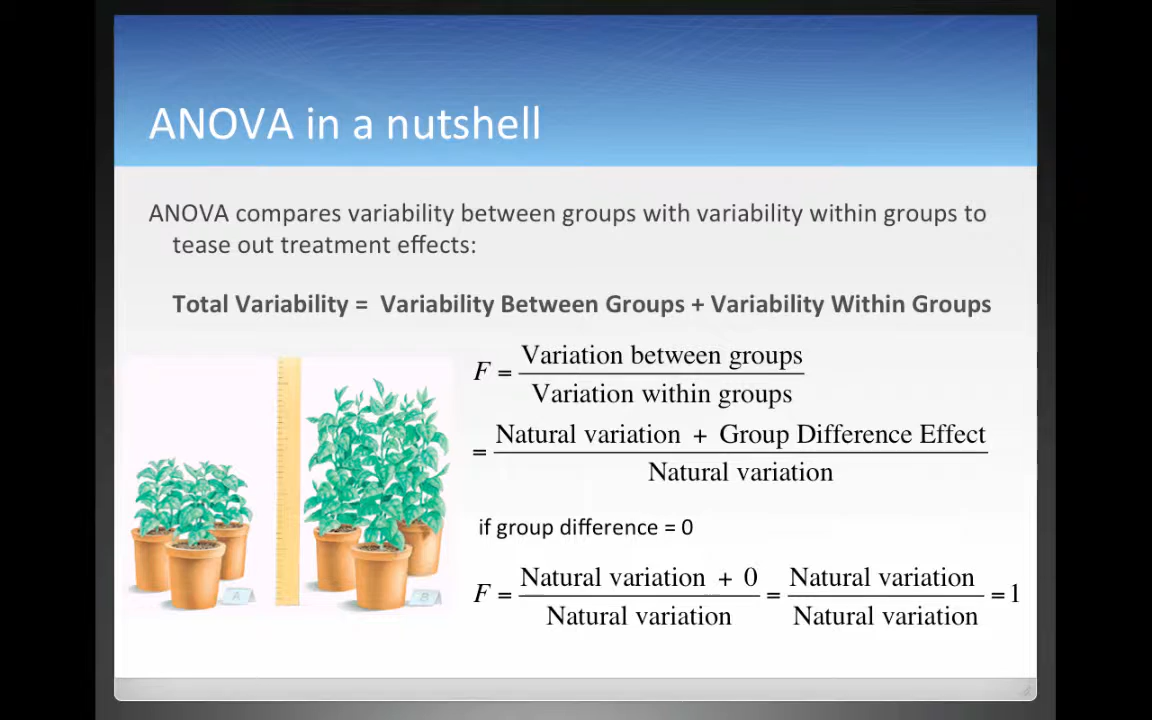 ANOVA in a nutshell
ANOVA compares variability between groups with variability within groups to
tease out treatment effects:
Total Variability = Variability Between Groups + Variability Within Groups
F = Variation between groups / Variation within groups
= Natural variation + Group Difference Effect / Natural variation
if group difference = 0
F = Natural variation + 0 / Natural variation = Natural variation / Natural variation = 1
A
B